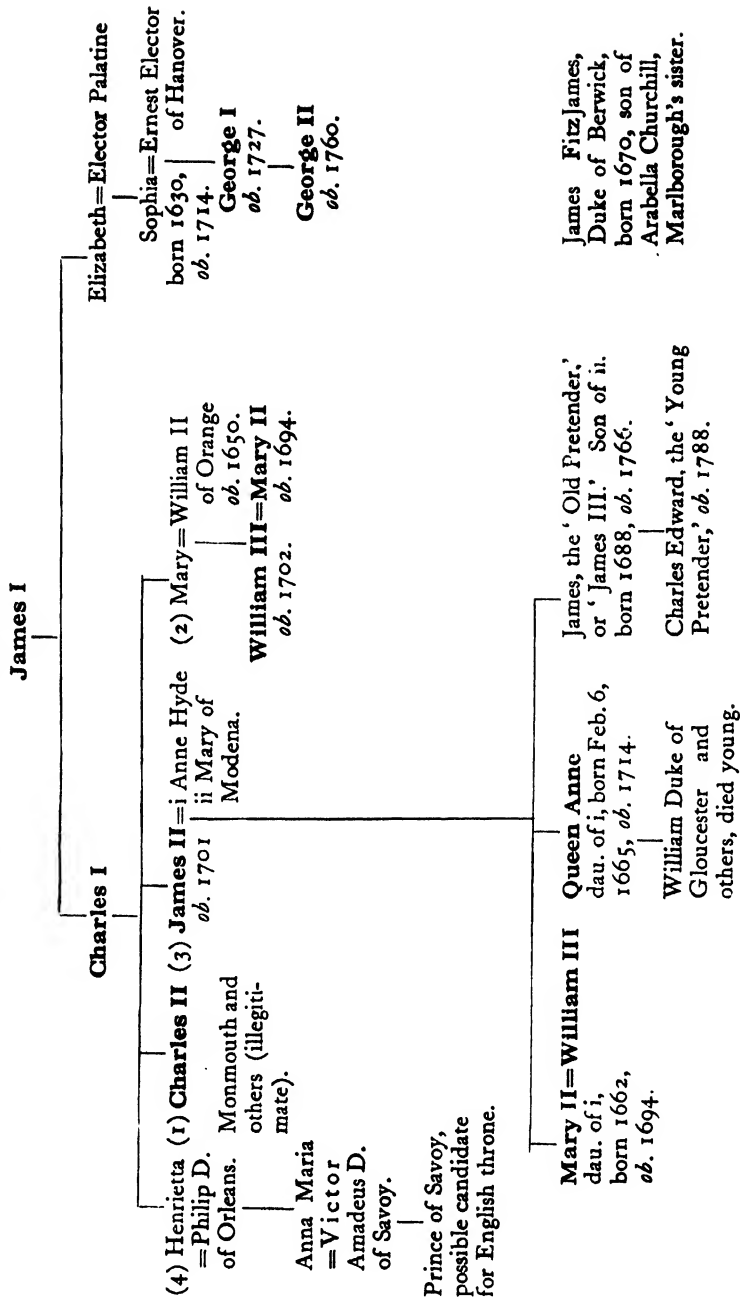 James I
Charles I
Elizabeth=Elector Palatine
Sophia=Ernest Elector
born 1630, of Hanover.
ob. 1714.
George I
ob. 1727.
George II
ob. 1760.
(4) Henrietta
=Philip D.
of Orleans.
Anna Maria
=Victor
Amadeus D.
of Savoy.
Prince of Savoy,
possible candidate
for English throne.
(1) Charles II
Monmouth and
others (illegiti-
mate).
(3) James II=i Anne Hyde
ob. 1701 ii Mary of
Modena.
(2) Mary=William II
of Orange
ob. 1650.
William III=Mary II
ob. 1702. ob. 1694.
Mary II=William III
dau. of i,
born 1662,
ob. 1694.
Queen Anne
dau. of i, born Feb. 6,
1665, ob. 1714.
William Duke of
Gloucester and
others, died young.
James, the ‘Old Pretender,’
or ‘James III.’ Son of ii.
born 1688, ob. 1766.
Charles Edward, the ‘Young
Pretender,’ ob. 1788.
James FitzJames,
Duke of Berwick,
born 1670, son of
Arabella Churchill,
Marlborough's sister.